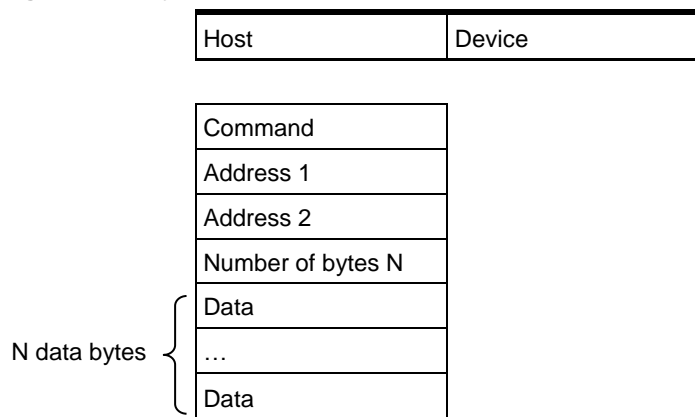 Host Device
Command
Address 1
Address 2
Number of bytes N
Data
N data bytes …
Data